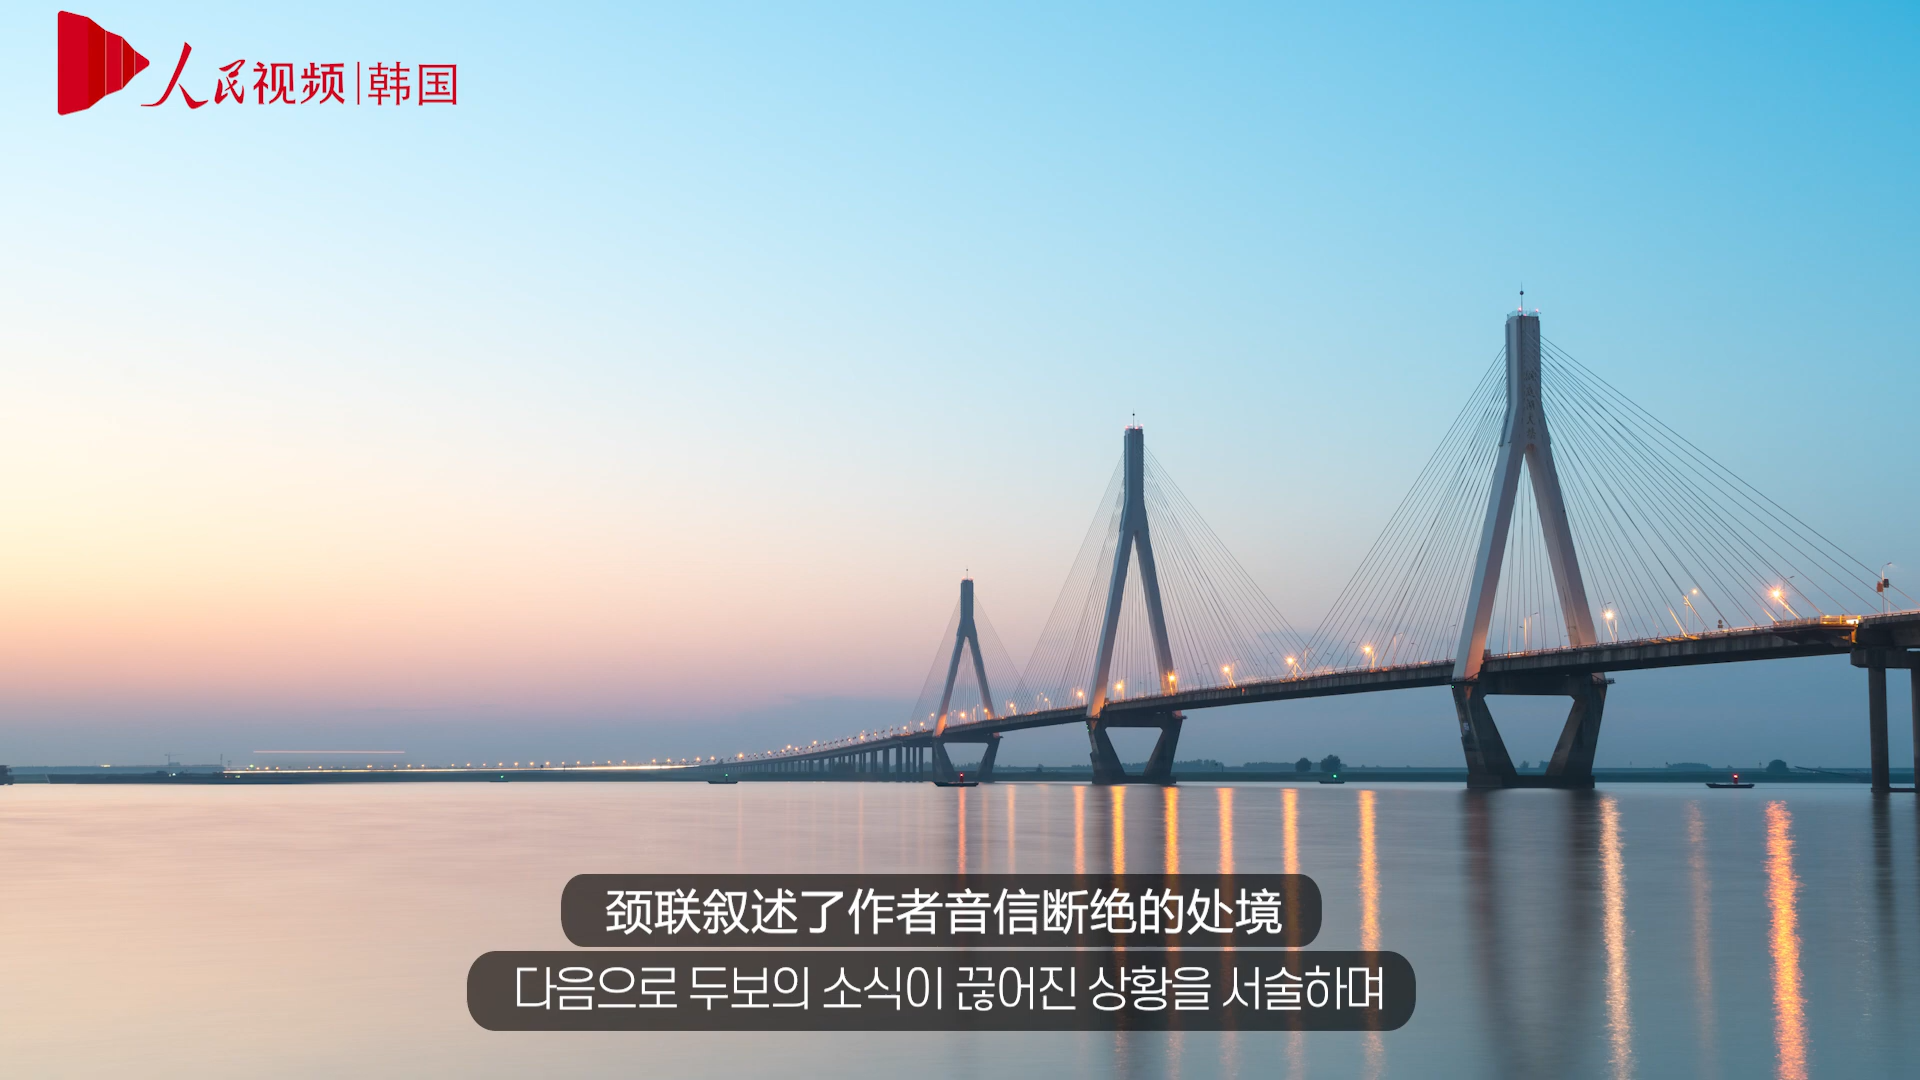 人民视频|韩国
颈联叙述了作者音信断绝的处境
다음으로 두보의 소식이 끊어진 상황을 서술하며